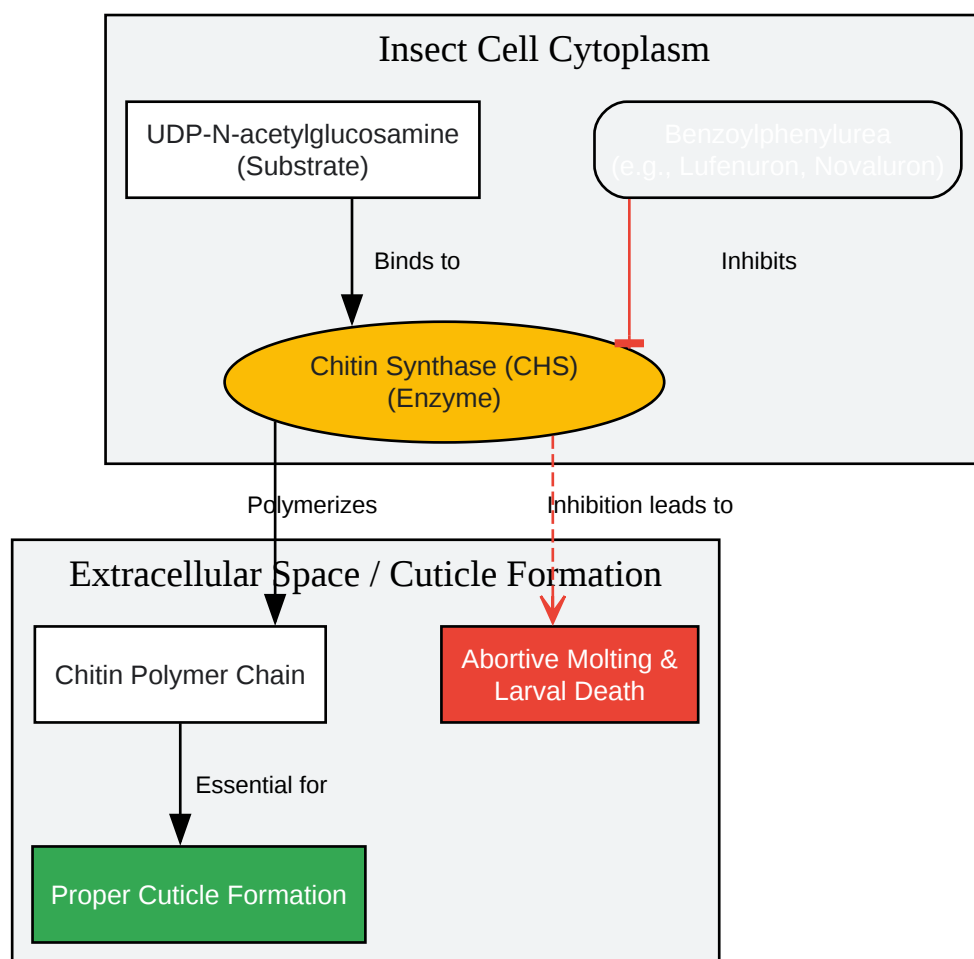 Insect Cell Cytoplasm
UDP-N-acetylglucosamine
(Substrate)
Benzoylphenylurea
(e.g., Lufenuron, Novaluron)
Binds to
Inhibits
Chitin Synthase (CHS)
(Enzyme)
Polymerizes
Inhibition leads to
Extracellular Space / Cuticle Formation
Chitin Polymer Chain
Abortive Molting &
Larval Death
Essential for
Proper Cuticle Formation